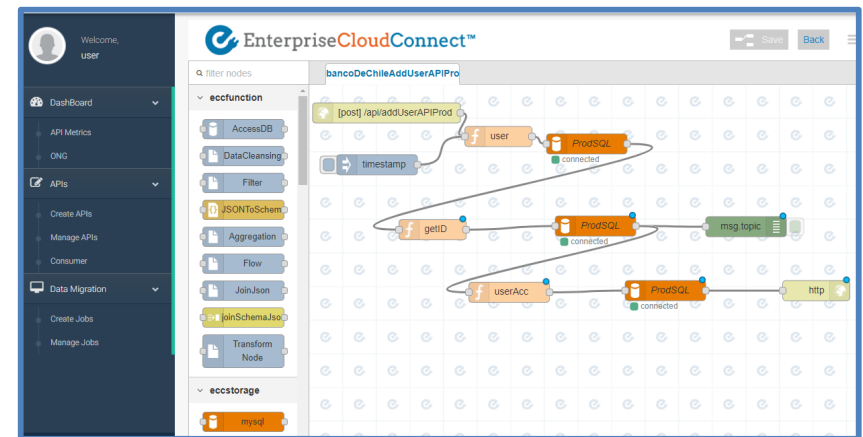 Welcome,
user
EnterpriseCloudConnect™
Save
Back
filter nodes
bancoDeChileAddUserAPIPro
DashBoard
API Metrics
ONG
APIs
Create APIs
Manage APIs
Consumer
Data Migration
Create Jobs
Manage Jobs
eccfunction
AccessDB
DataCleansing
Filter
JSONToSchem
Aggregation
Flow
JoinJson
joinSchemaJso
Transform
Node
eccstorage
mysql
[post] /api/addUserAPIProd
user
ProdSQL
connected
timestamp
getID
ProdSQL
connected
msg.topic
userAcc
ProdSQL
connected
http